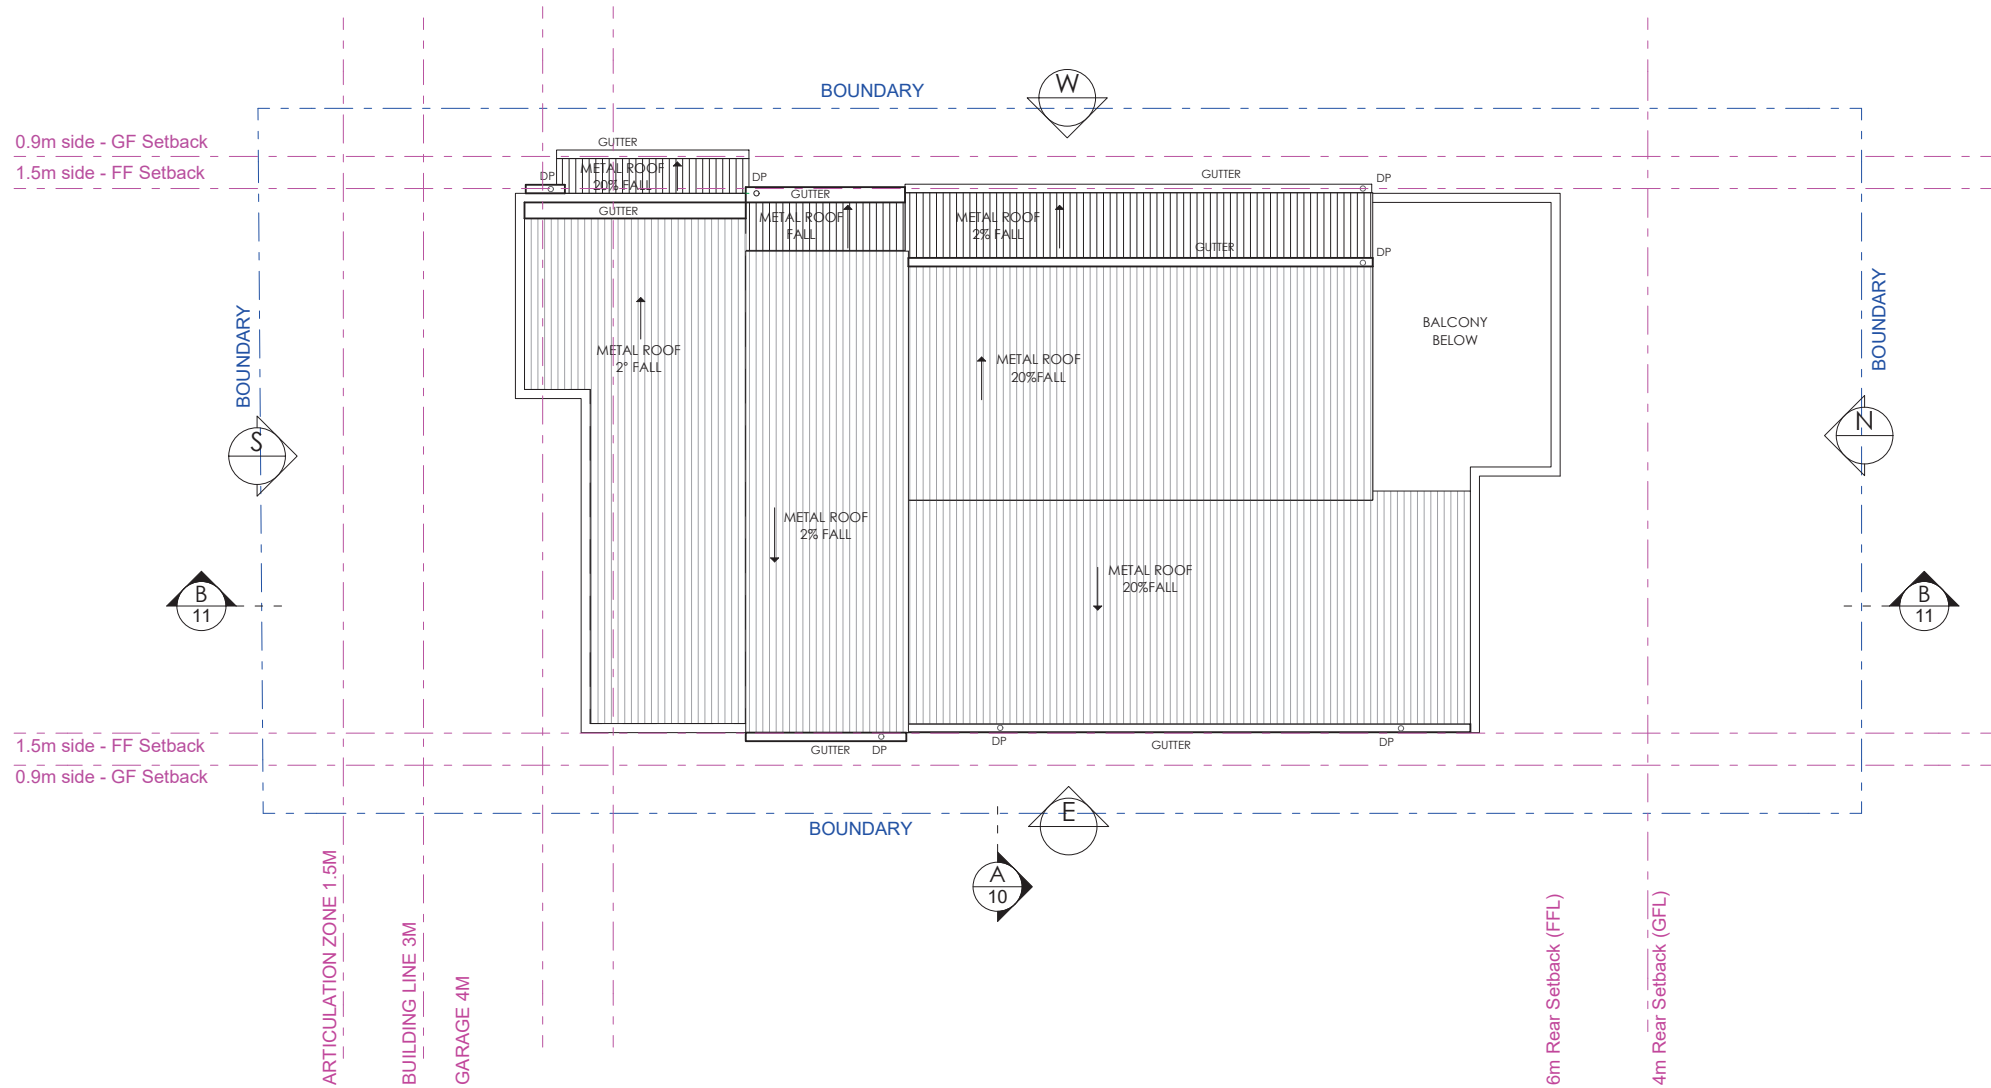 W
BOUNDARY
0.9m side - GF Setback
GUTTER
1.5m side - FF Setback
METAL ROOF
20% FALL
DP
DP
GUTTER
DP
GUTTER
GUTTER
METAL ROOF
FALL
METAL ROOF
2% FALL
GUTTER
DP
BOUNDARY
BOUNDARY
BALCONY
BELOW
METAL ROOF
2° FALL
METAL ROOF
20%FALL
S
N
METAL ROOF
2% FALL
METAL ROOF
20%FALL
B
11
B
11
1.5m side - FF Setback
GUTTER
DP
DP
GUTTER
DP
0.9m side - GF Setback
E
BOUNDARY
A
10
ARTICULATION ZONE 1.5M
BUILDING LINE 3M
GARAGE 4M
6m Rear Setback (FFL)
4m Rear Setback (GFL)